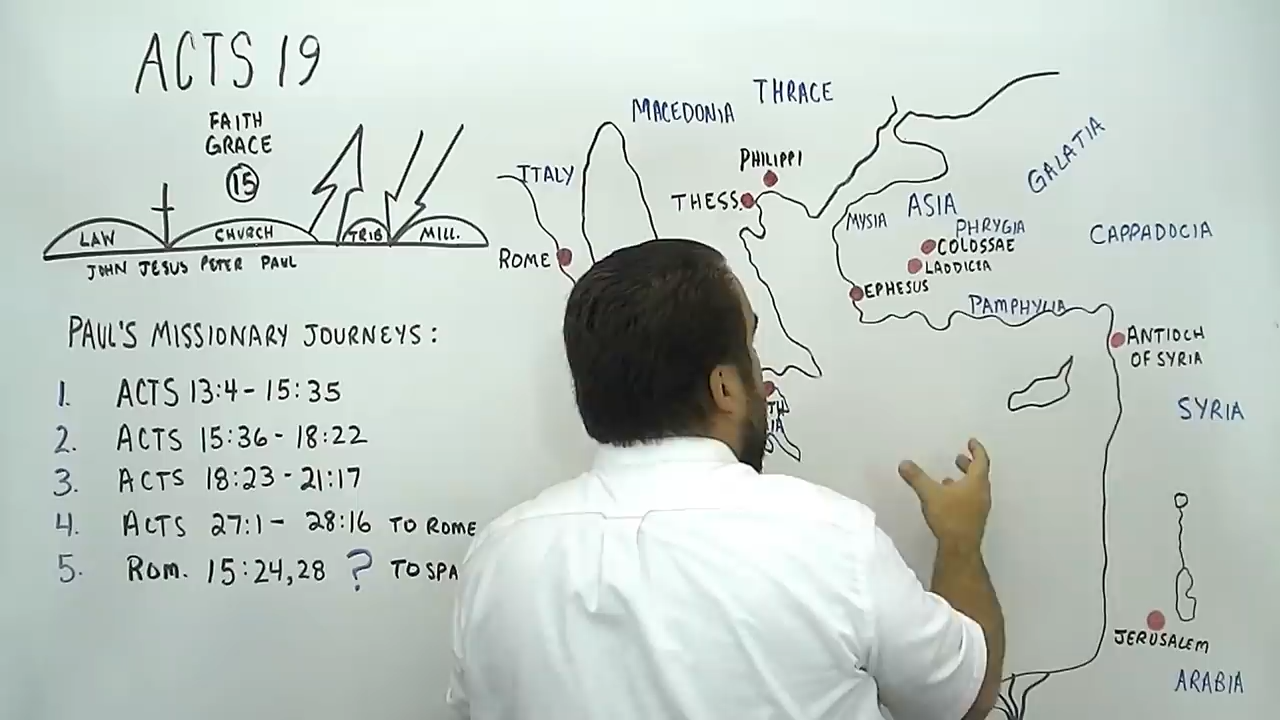 ACTS 19
FAITH
GRACE
15
LAW
CHURCH
TRIB
MILL.
JOHN JESUS PETER PAUL
PAUL'S MISSIONARY JOURNEYS:
1. ACTS 13:4-15:35
2. ACTS 15:36-18:22
3. ACTS 18:23-21:17
4. ACTS 27:1- 28:16 TO ROME
5. ROM. 15:24,28 ? TO SPA
ITALY
ROME
MACEDONIA
THRACE
PHILIPPI
THESS.
MYSIA
ASIA
PHRYGIA
COLOSSAE
LAODICIA
EPHESUS
PAMPHYLIA
GALATIA
CAPPADOCIA
ANTIOCH
OF SYRIA
SYRIA
JERUSALEM
ARABIA